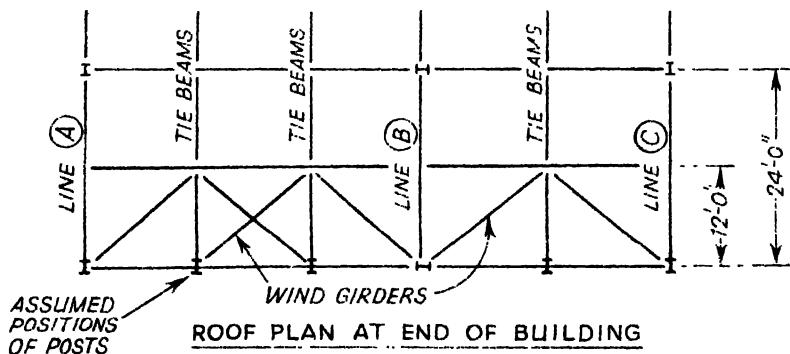 LINE A
TIE BEAMS
TIE BEAMS
LINE B
TIE BEAMS
LINE C
12'-0"
24'-0"
ASSUMED
POSITIONS
OF POSTS
WIND GIRDERS
ROOF PLAN AT END OF BUILDING